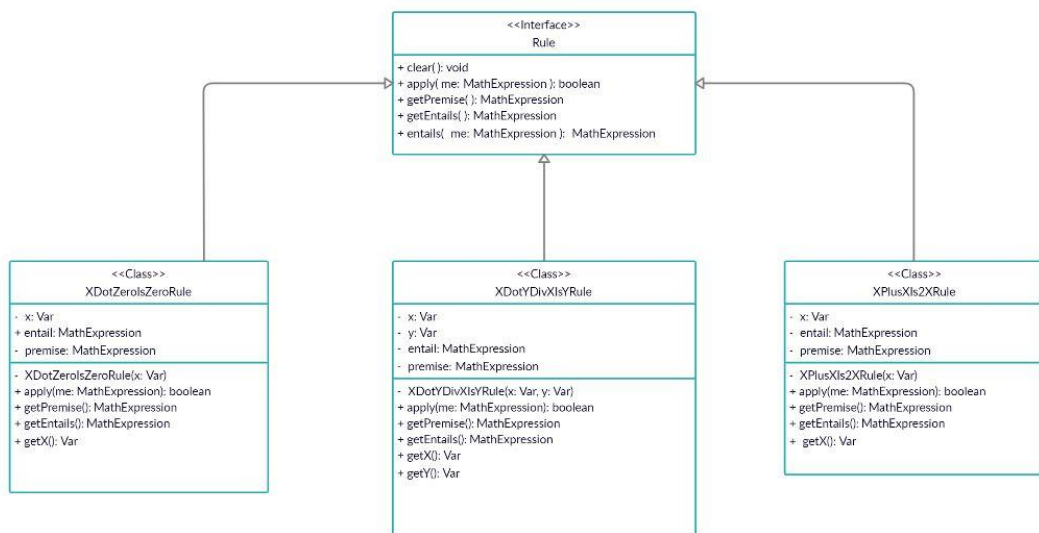 <<Interface>>
Rule
+ clear( ): void
+ apply( me: MathExpression ): boolean
+ getPremise( ): MathExpression
+ getEntails( ): MathExpression
+ entails( me: MathExpression ): MathExpression
<<Class>>
XDotZeroIsZeroRule
- x: Var
+ entail: MathExpression
- premise: MathExpression
- XDotZeroIsZeroRule(x: Var)
+ apply(me: MathExpression): boolean
+ getPremise(): MathExpression
+ getEntails(): MathExpression
+ getX(): Var
<<Class>>
XDotYDivXIsYRule
- x: Var
- y: Var
- entail: MathExpression
- premise: MathExpression
- XDotYDivXIsYRule(x: Var, y: Var)
+ apply(me: MathExpression): boolean
+ getPremise(): MathExpression
+ getEntails(): MathExpression
+ getX(): Var
+ getY(): Var
<<Class>>
XPlusXIs2XRule
- x: Var
- entail: MathExpression
- premise: MathExpression
- XPlusXIs2XRule(x: Var)
+ apply(me: MathExpression): boolean
+ getPremise(): MathExpression
+ getEntails(): MathExpression
+ getX(): Var